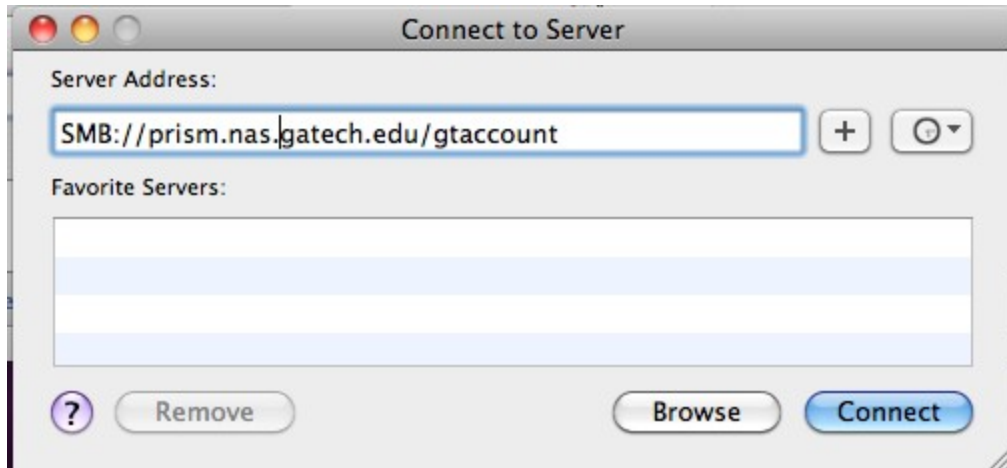 Connect to Server
Server Address:
SMB://prism.nas.gatech.edu/gtaccount
+
Favorite Servers:
? Remove Browse Connect